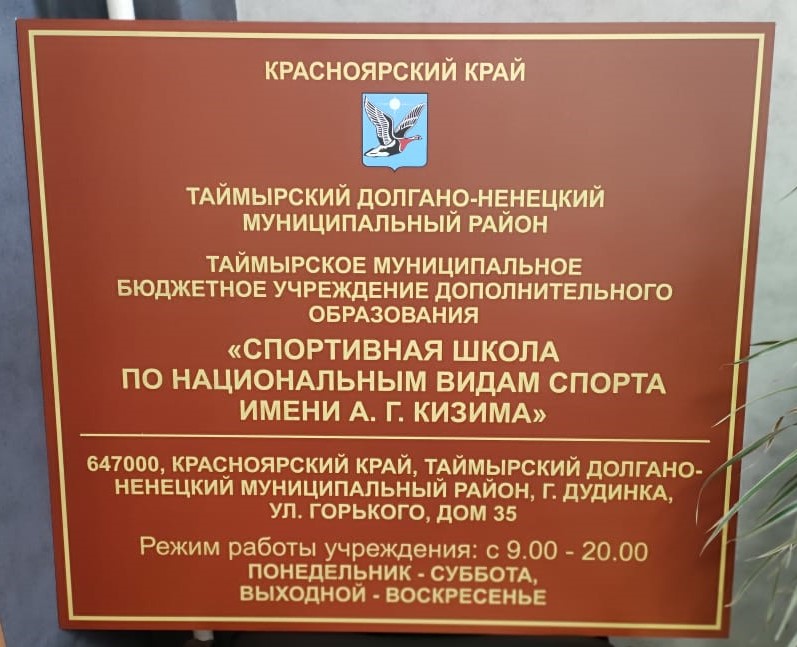 КРАСНОЯРСКИЙ КРАЙ
ТАЙМЫРСКИЙ ДОЛГАНО-НЕНЕЦКИЙ
МУНИЦИПАЛЬНЫЙ РАЙОН
ТАЙМЫРСКОЕ МУНИЦИПАЛЬНОЕ
БЮДЖЕТНОЕ УЧРЕЖДЕНИЕ ДОПОЛНИТЕЛЬНОГО
ОБРАЗОВАНИЯ
«СПОРТИВНАЯ ШКОЛА
ПО НАЦИОНАЛЬНЫМ ВИДАМ СПОРТА
ИМЕНИ А. Г. КИЗИМА»
647000, КРАСНОЯРСКИЙ КРАЙ, ТАЙМЫРСКИЙ ДОЛГАНО-
НЕНЕЦКИЙ МУНИЦИПАЛЬНЫЙ РАЙОН, Г. ДУДИНКА,
УЛ. ГОРЬКОГО, ДОМ 35
Режим работы учреждения: с 9.00 - 20.00
ПОНЕДЕЛЬНИК - СУББОТА,
ВЫХОДНОЙ - ВОСКРЕСЕНЬЕ